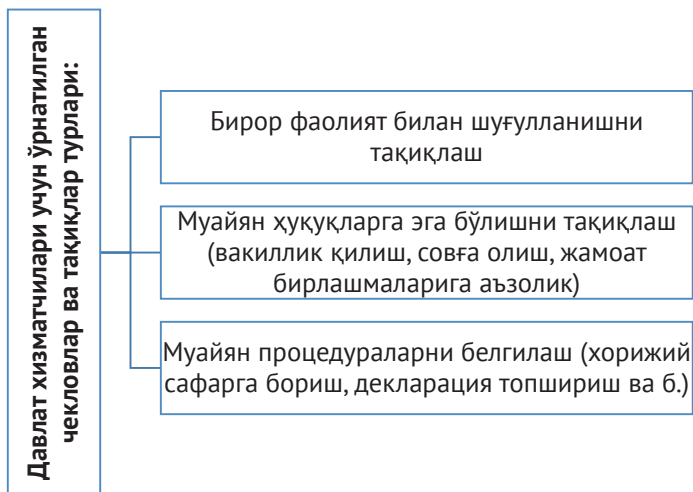 Давлат хизматчилари учун ўрнатилган
чекловлар ва тақиқлар турлари:
Бирор фаолият билан шуғулланишни
тақиқлаш
Муайян ҳуқуқларга эга бўлишни тақиқлаш
(вакиллик қилиш, совға олиш, жамоат
бирлашмаларига аъзолик)
Муайян процедураларни белгилаш (хорижий
сафарга бориш, декларация топшириш ва б.)